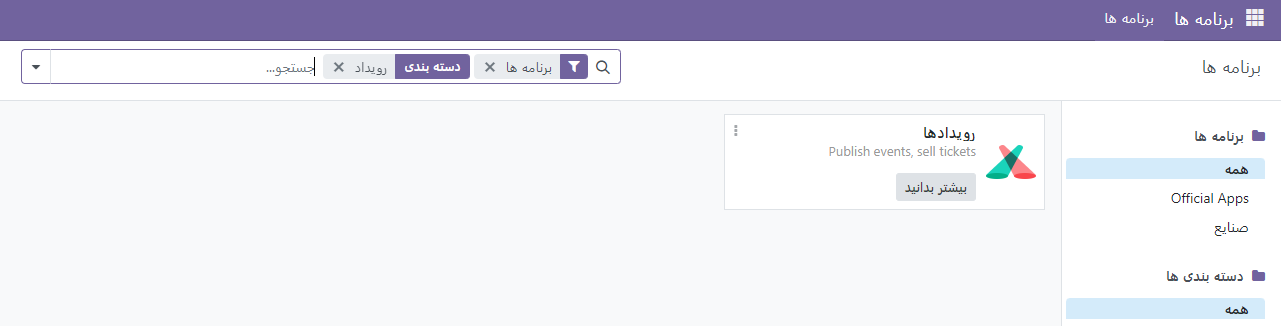 برنامه ها برنامه ها
برنامه ها
برنامه ها دسته بندی رویداد جستجو...
برنامه ها
همه
Official Apps
صنایع
دسته بندی ها
همه
رویدادها
Publish events, sell tickets
بیشتر بدانید